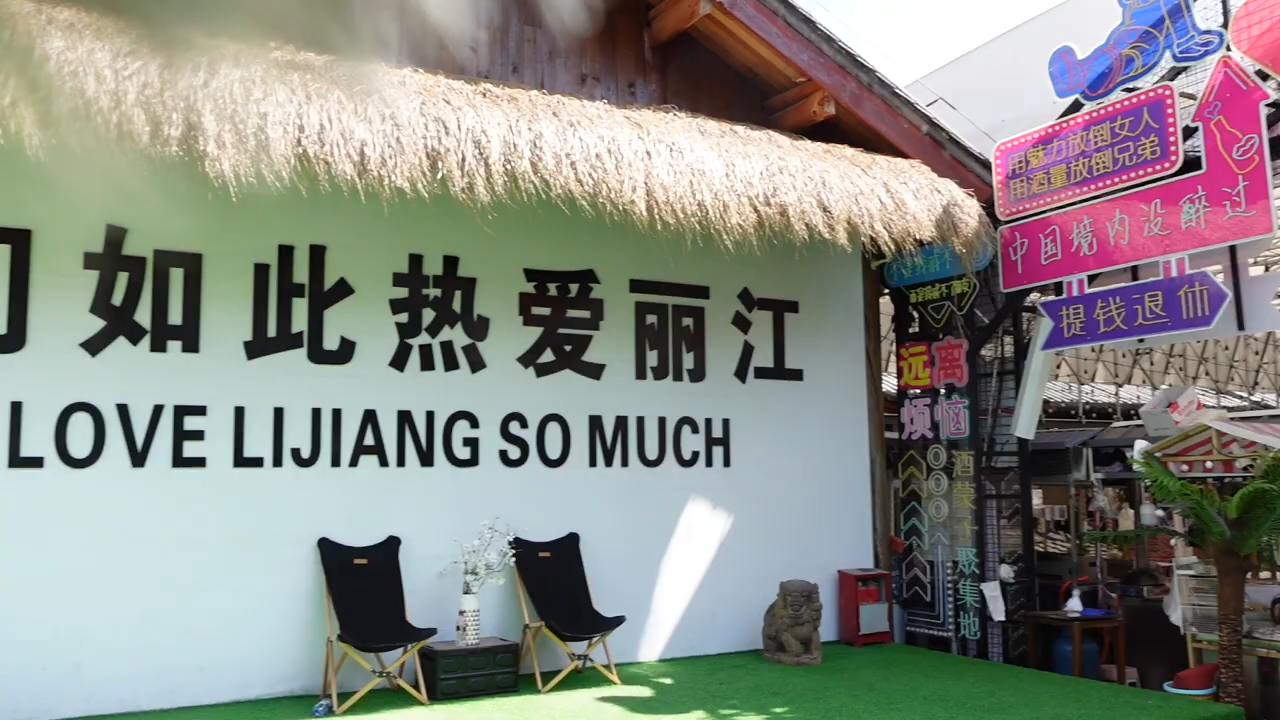 们如此热爱丽江
LOVE LIJIANG SO MUCH
用魅力放倒女人
用酒量放倒兄弟
中国境内没醉过
提钱退休
远离
烦恼
酒蒙子
聚集地